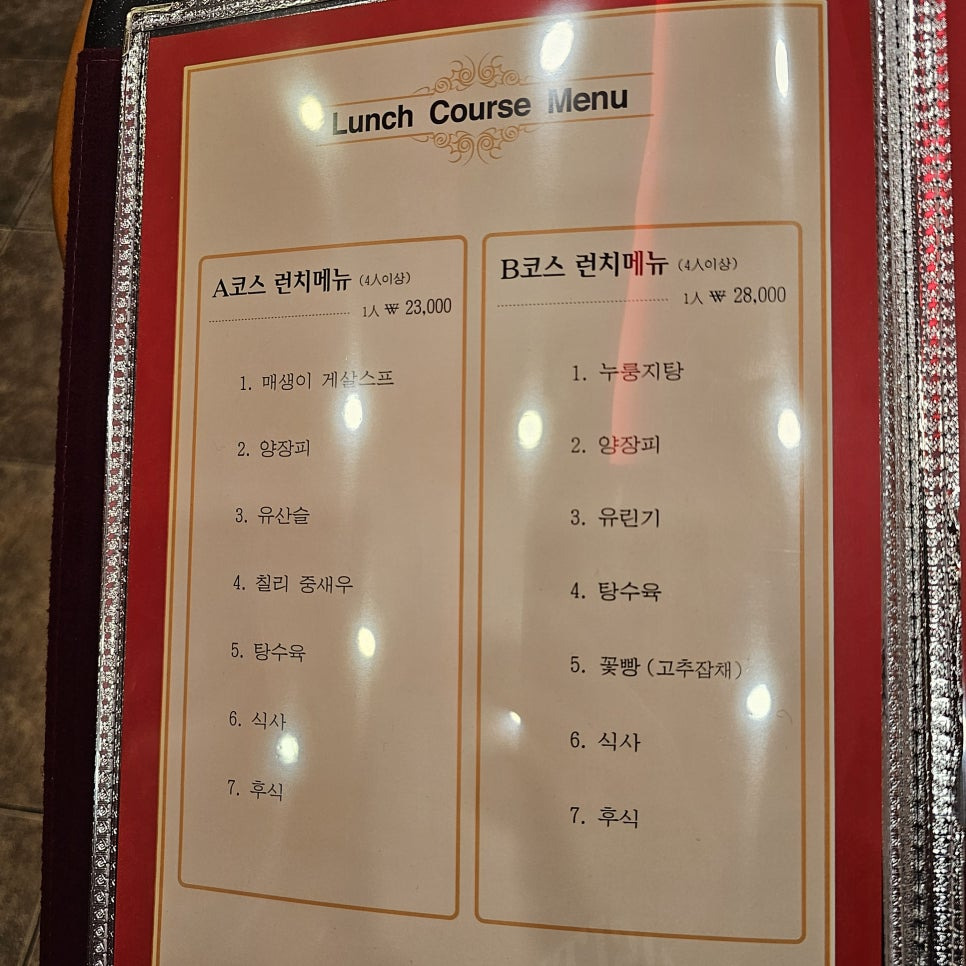 Lunch Course Menu
A코스 런치메뉴 (4人이상)
1人 ₩ 23,000
1. 매생이 게살스프
2. 양장피
3. 유산슬
4. 칠리 중새우
5. 탕수육
6. 식사
7. 후식
B코스 런치메뉴 (4人이상)
1人 ₩ 28,000
1. 누룽지탕
2. 양장피
3. 유린기
4. 탕수육
5. 꽃빵 (고추잡채)
6. 식사
7. 후식